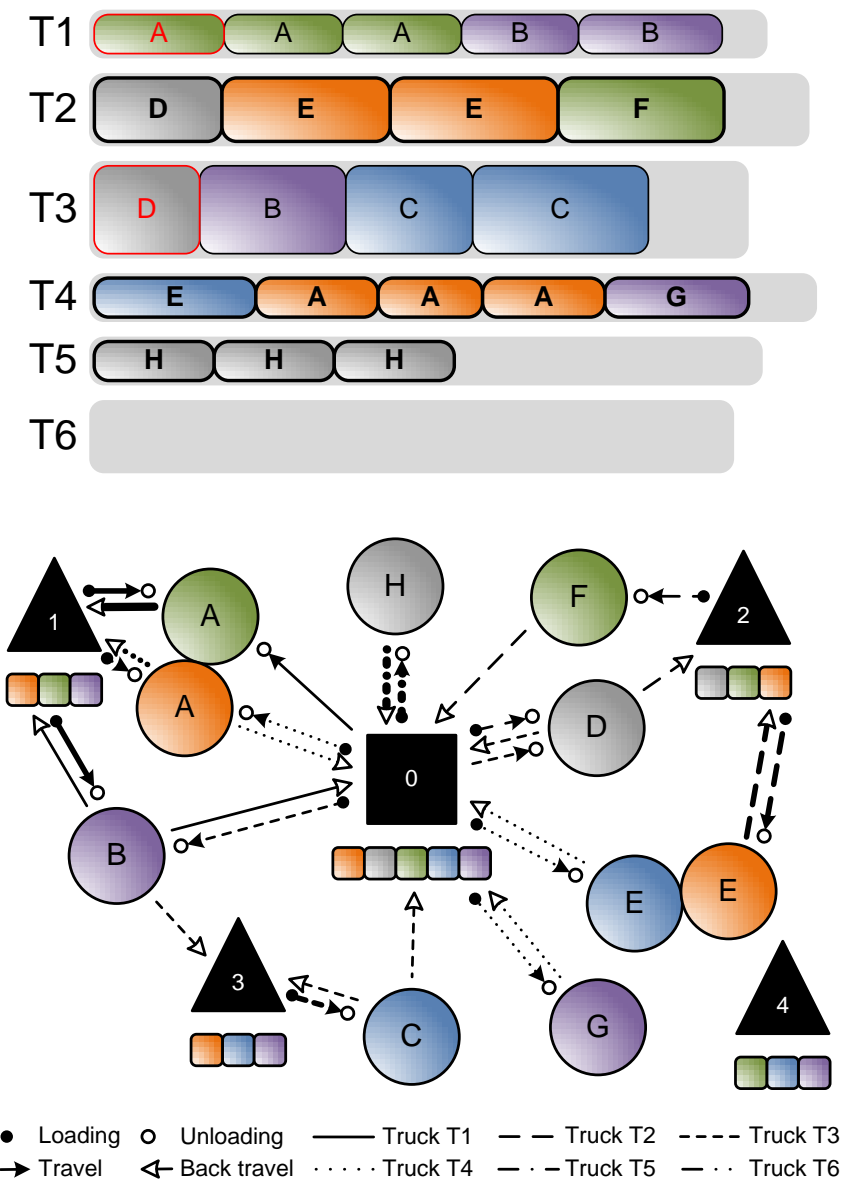 T1 A A A B B
T2 D E E F
T3 D B C C
T4 E A A A G
T5 H H H
T6
H
F
1
A
2
A
D
0
B
E E
3
4
C
G
Loading Unloading Truck T1 Truck T2 Truck T3
Travel Back travel Truck T4 Truck T5 Truck T6